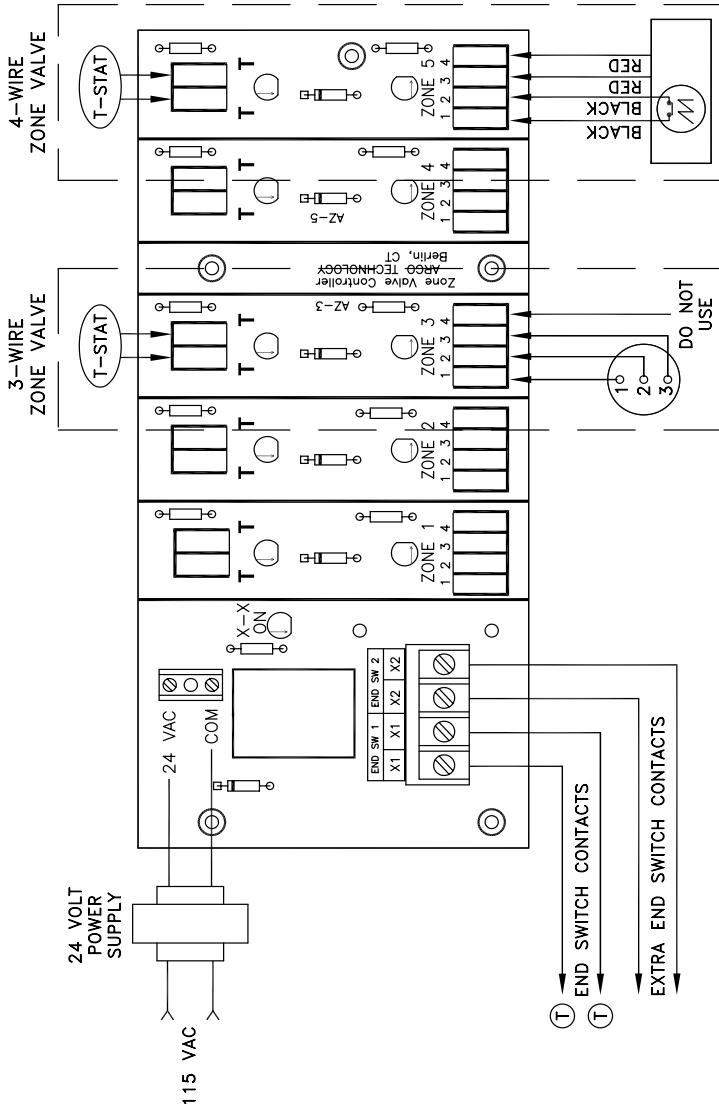 4-WIRE
ZONE VALVE
T-STAT
T
T
ZONE 5
1 2 3 4
RED
RED
BLACK
BLACK
T
T
AZ-5
ZONE 4
1 2 3 4
Zone Valve Controller
ARGO TECHNOLOGY
Berlin, CT
3-WIRE
ZONE VALVE
T-STAT
T
T
AZ-3
ZONE 3
1 2 3 4
DO NOT
USE
1
2
3
T
T
ZONE 2
1 2 3 4
T
T
ZONE 1
1 2 3 4
X-X
ON
24 VAC
COM
END SW 1
END SW 2
X1
X1
X2
X2
24 VOLT
POWER
SUPPLY
115 VAC
T
T
END SWITCH CONTACTS
EXTRA END SWITCH CONTACTS